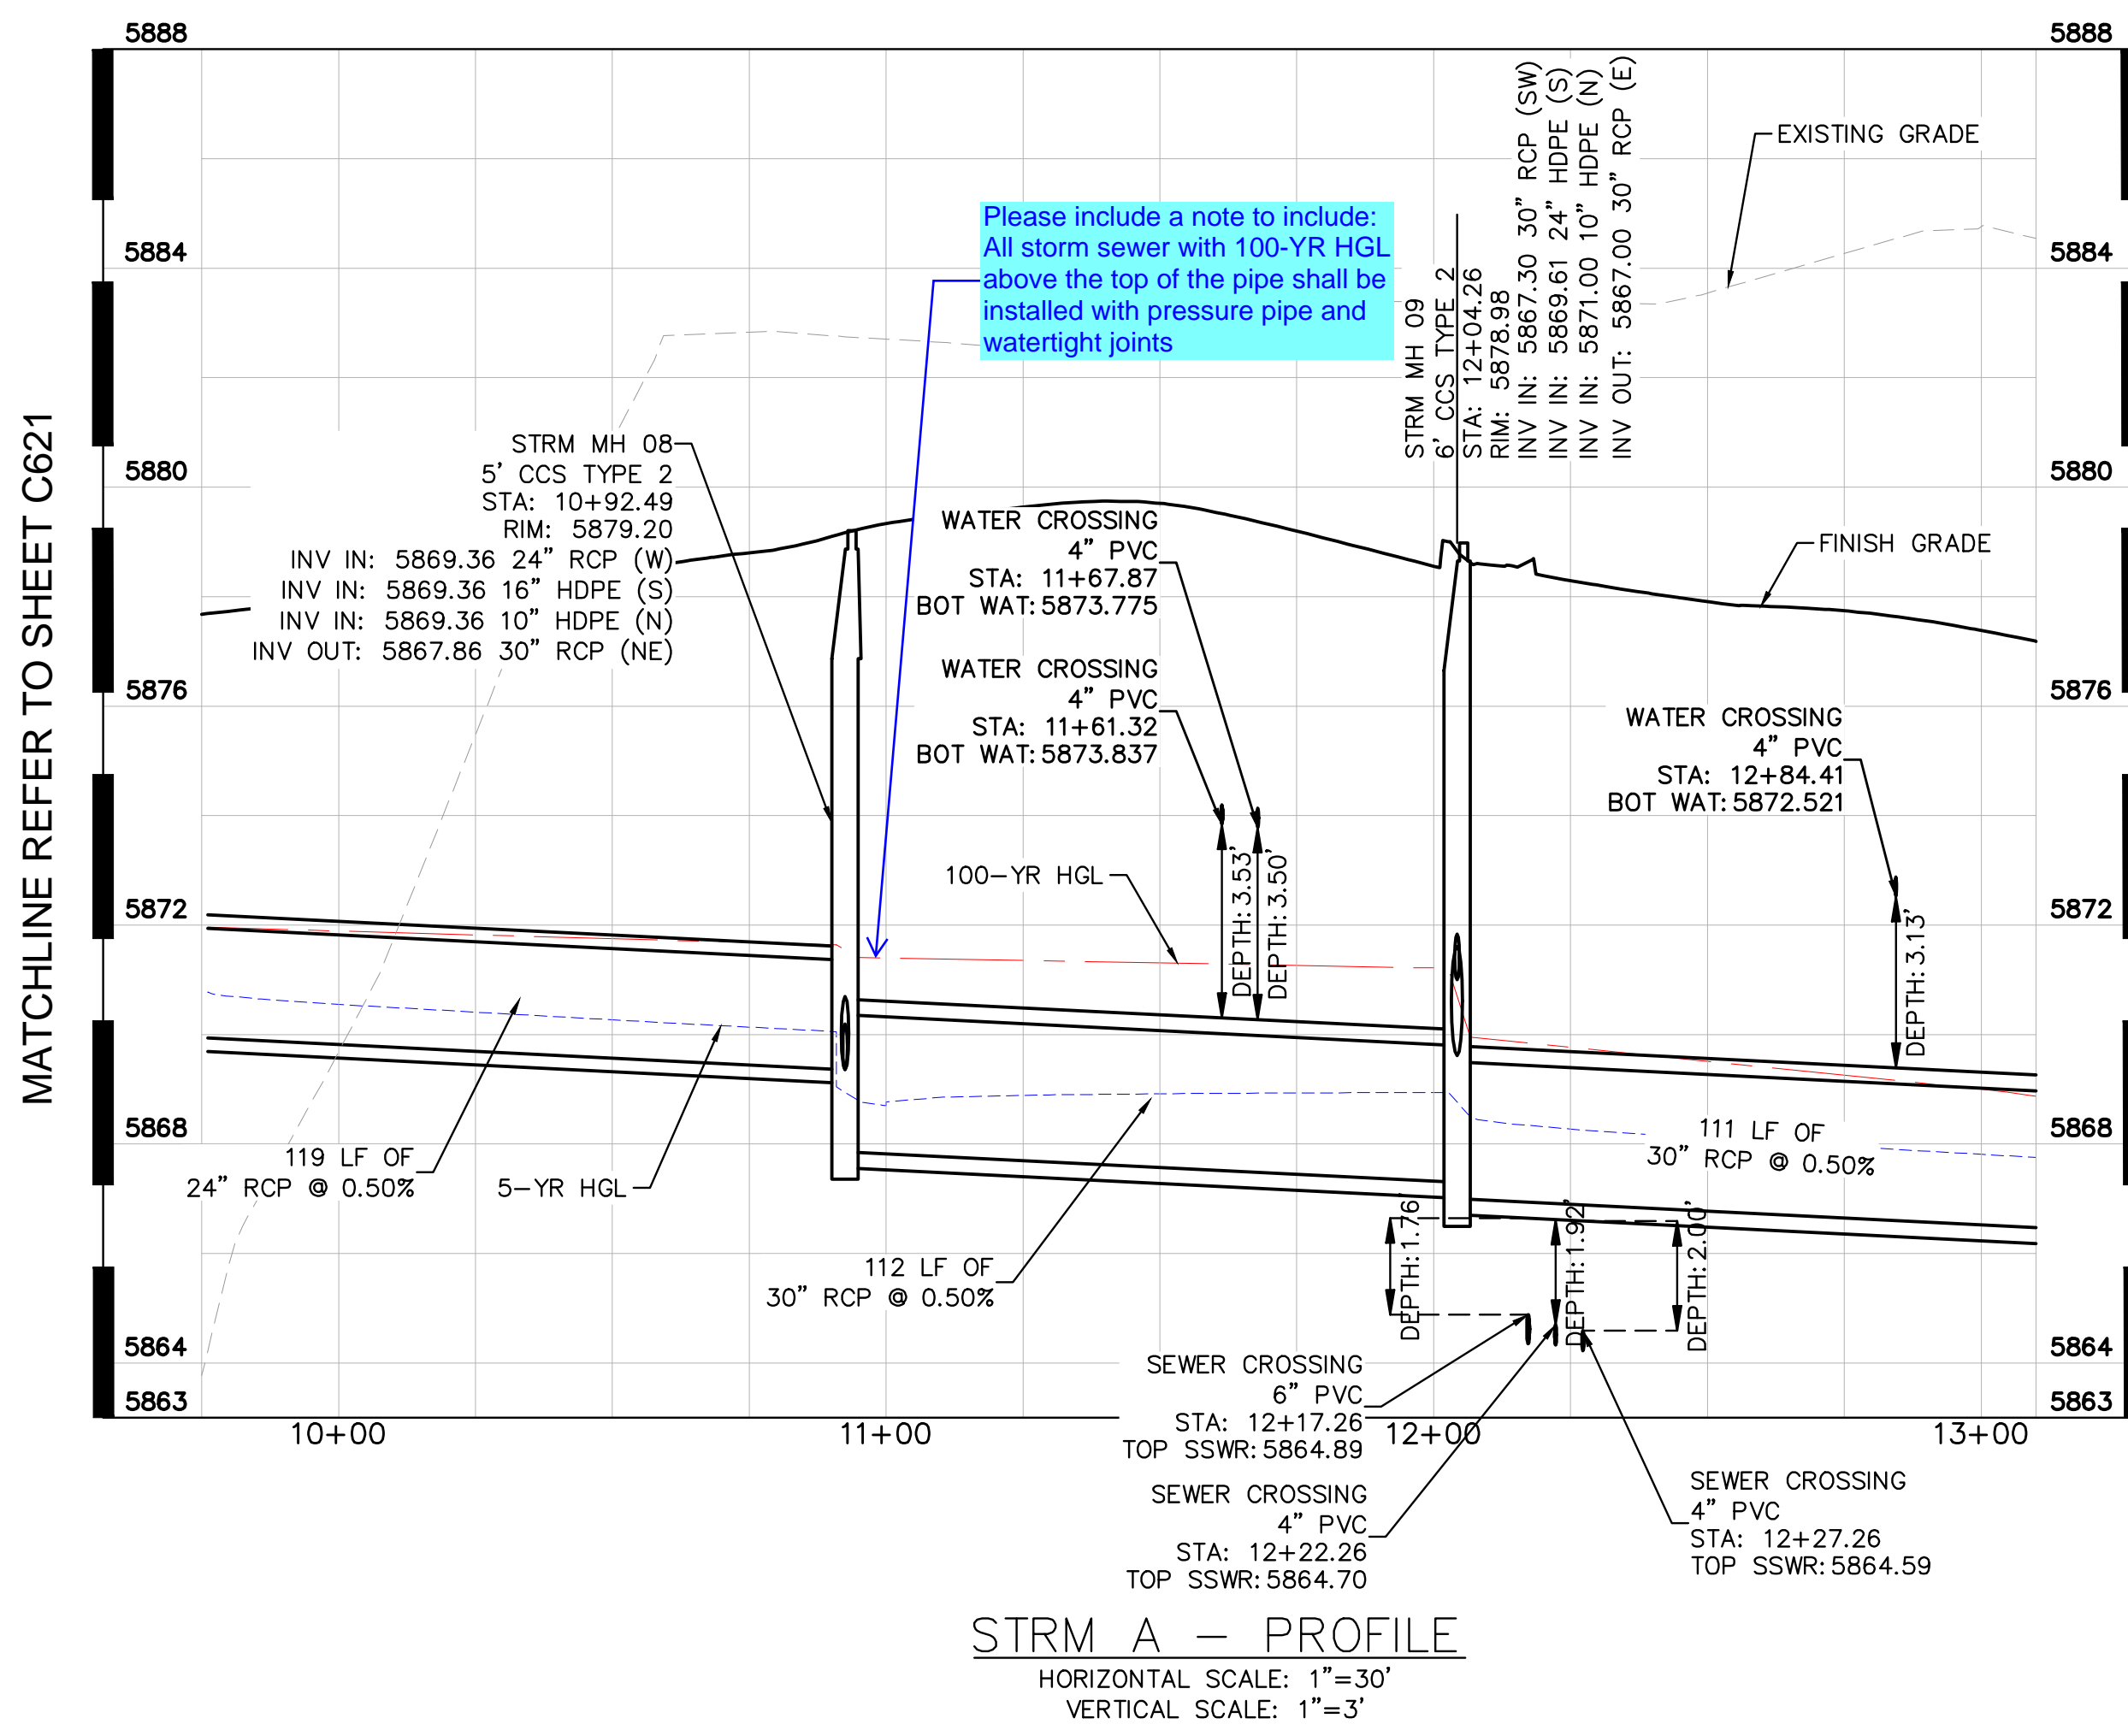 5888
5888
EXISTING GRADE
Please include a note to include:
All storm sewer with 100-YR HGL
above the top of the pipe shall be
installed with pressure pipe and
watertight joints
STRM MH 09
6' CCS TYPE 2
STA: 12+04.26
RIM: 5878.98
INV IN: 5867.30 30" RCP (SW)
INV IN: 5869.61 24" HDPE (S)
INV IN: 5871.00 10" HDPE (N)
INV OUT: 5867.00 30" RCP (E)
5884
5884
MATCHLINE REFER TO SHEET C621
STRM MH 08
5' CCS TYPE 2
STA: 10+92.49
RIM: 5879.20
INV IN: 5869.36 24" RCP (W)
INV IN: 5869.36 16" HDPE (S)
INV IN: 5869.36 10" HDPE (N)
INV OUT: 5867.86 30" RCP (NE)
5880
5880
WATER CROSSING
4" PVC
STA: 11+67.87
BOT WAT: 5873.775
FINISH GRADE
WATER CROSSING
4" PVC
STA: 11+61.32
BOT WAT: 5873.837
5876
5876
WATER CROSSING
4" PVC
STA: 12+84.41
BOT WAT: 5872.521
100-YR HGL
DEPTH: 3.53'
DEPTH: 3.50'
DEPTH: 3.13'
5872
5872
5868
5868
119 LF OF
24" RCP @ 0.50%
5-YR HGL
111 LF OF
30" RCP @ 0.50%
112 LF OF
30" RCP @ 0.50%
DEPTH: 1.76'
DEPTH: 1.92'
DEPTH: 2.00'
5864
5864
5863
5863
SEWER CROSSING
6" PVC
STA: 12+17.26
TOP SSWR: 5864.89
10+00
11+00
12+00
13+00
SEWER CROSSING
4" PVC
STA: 12+22.26
TOP SSWR: 5864.70
SEWER CROSSING
4" PVC
STA: 12+27.26
TOP SSWR: 5864.59
STRM A - PROFILE
HORIZONTAL SCALE: 1"=30'
VERTICAL SCALE: 1"=3'